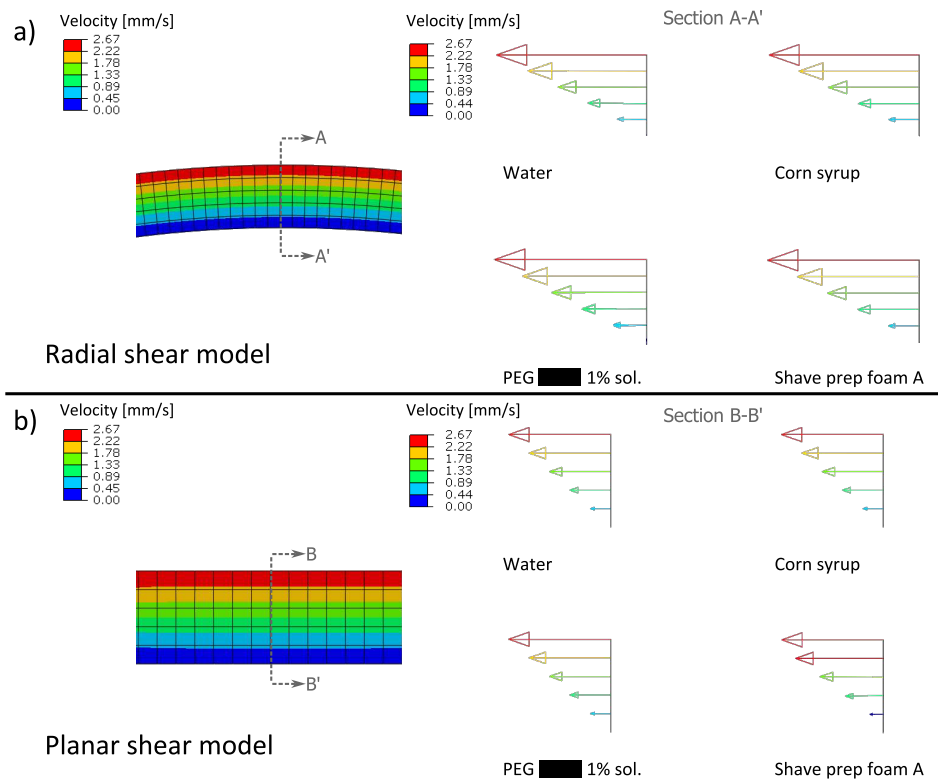 a)
Velocity [mm/s]
2.67
2.22
1.78
1.33
0.89
0.45
0.00
Velocity [mm/s]
2.67
2.22
1.78
1.33
0.89
0.44
0.00
Section A-A'
A
A'
Water
Corn syrup
Radial shear model
PEG 1% sol.
Shave prep foam A
b)
Velocity [mm/s]
2.67
2.22
1.78
1.33
0.89
0.45
0.00
Velocity [mm/s]
2.67
2.22
1.78
1.33
0.89
0.44
0.00
Section B-B'
B
B'
Water
Corn syrup
Planar shear model
PEG 1% sol.
Shave prep foam A